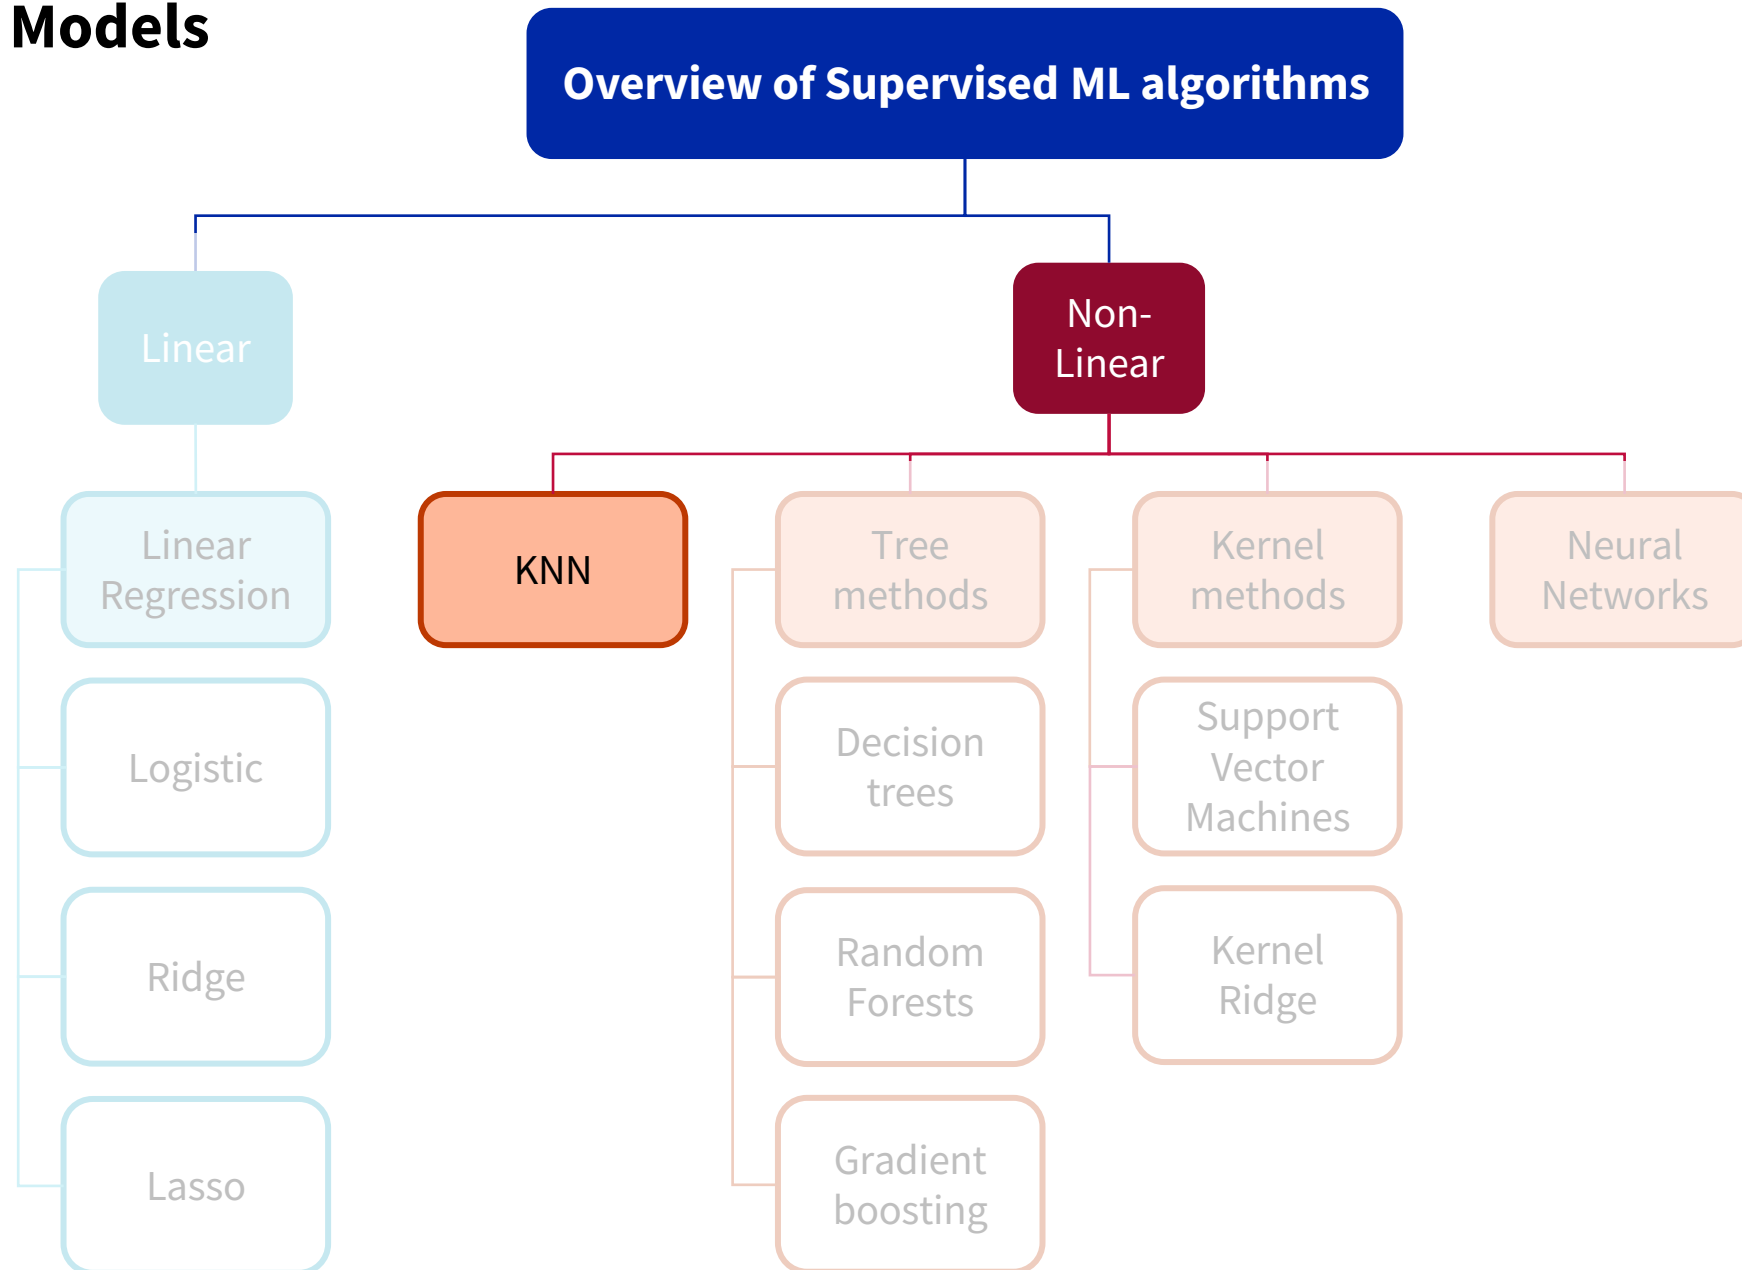 Models
Overview of Supervised ML algorithms
Linear
Non-
Linear
Linear
Regression
KNN
Tree
methods
Kernel
methods
Neural
Networks
Logistic
Decision
trees
Support
Vector
Machines
Ridge
Random
Forests
Kernel
Ridge
Lasso
Gradient
boosting